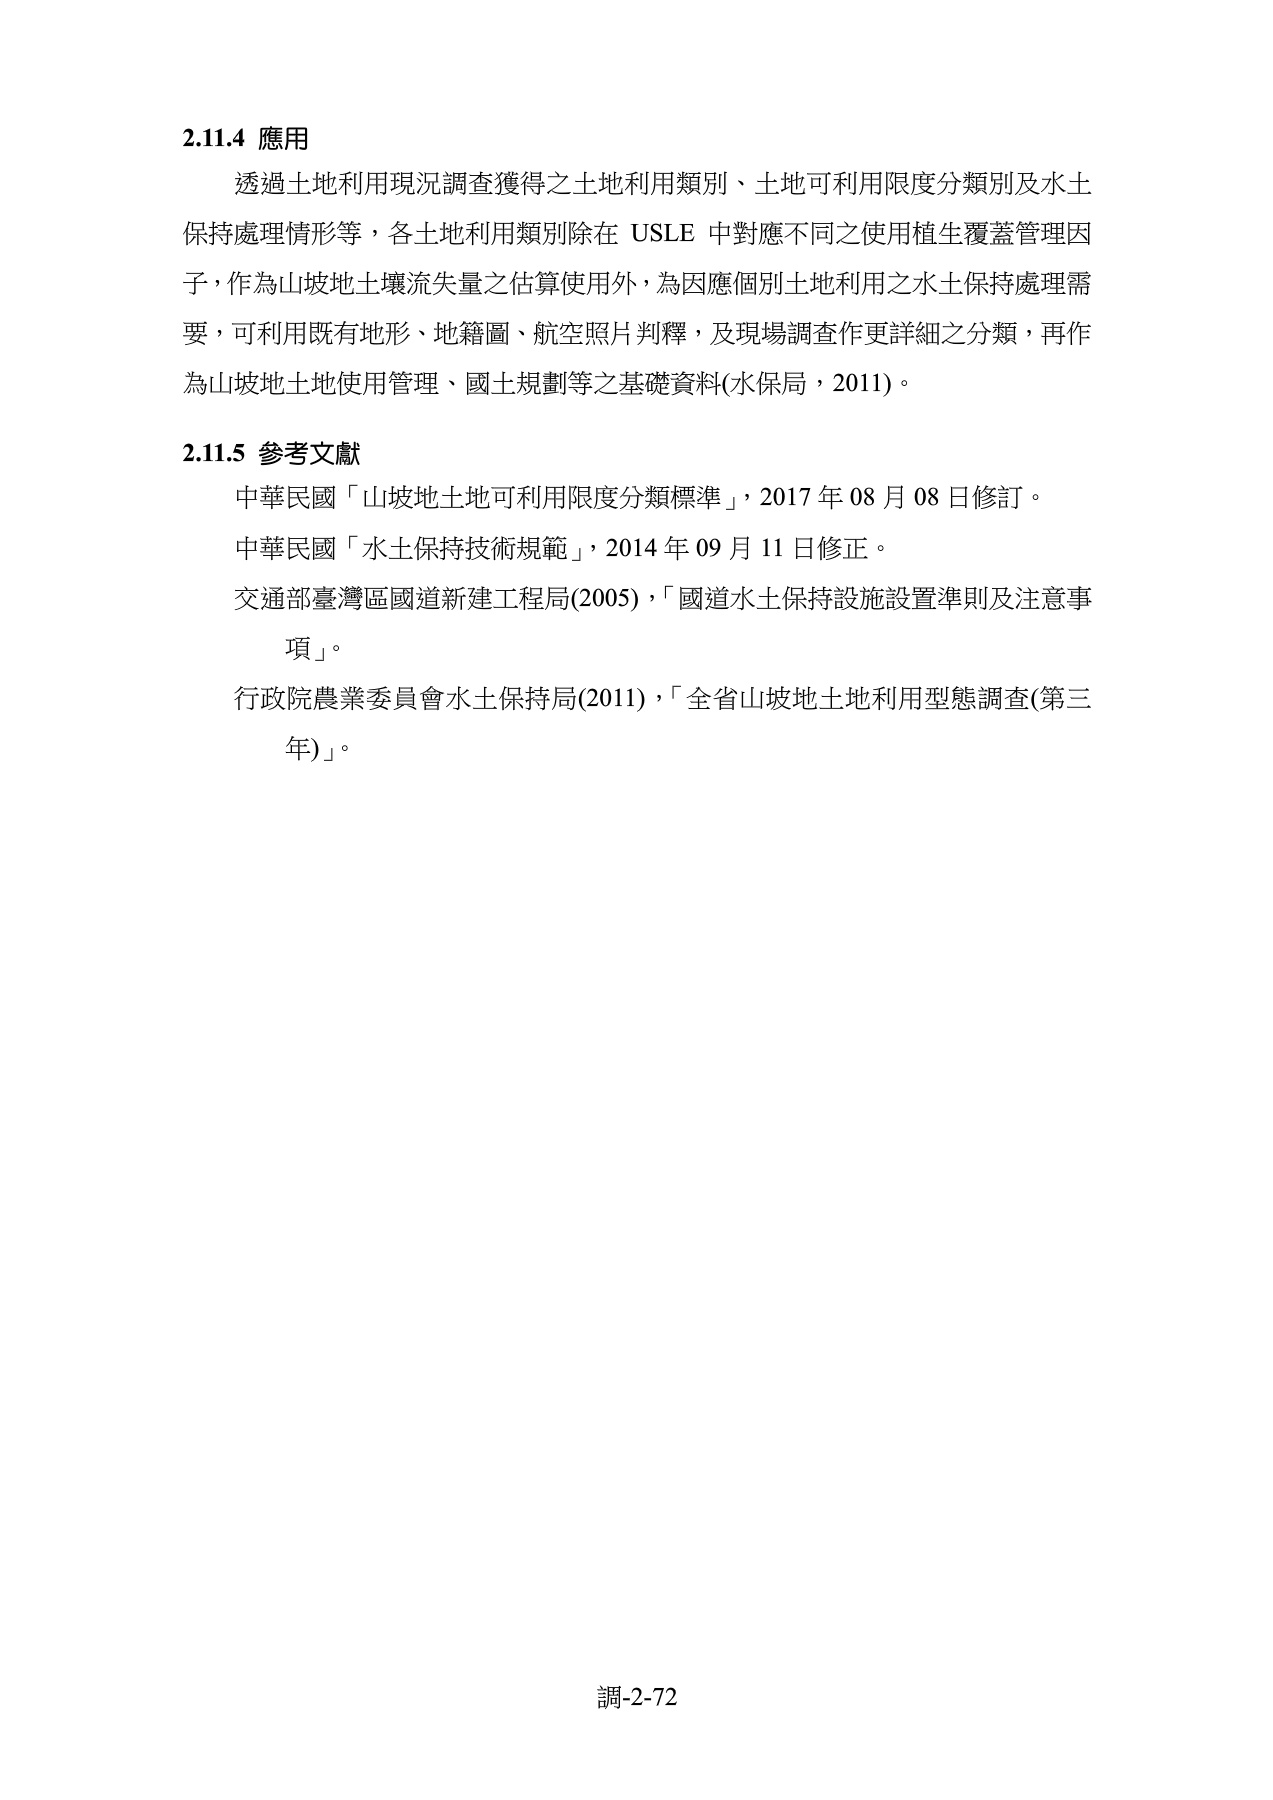 2.11.4 應用
透過土地利用現況調查獲得之土地利用類別、土地可利用限度分類別及水土
保持處理情形等，各土地利用類別除在 USLE 中對應不同之使用植生覆蓋管理因
子，作為山坡地土壤流失量之估算使用外，為因應個別土地利用之水土保持處理需
要，可利用既有地形、地籍圖、航空照片判釋，及現場調查作更詳細之分類，再作
為山坡地土地使用管理、國土規劃等之基礎資料(水保局，2011)。
2.11.5 參考文獻
中華民國「山坡地土地可利用限度分類標準」，2017 年 08 月 08 日修訂。
中華民國「水土保持技術規範」，2014 年 09 月 11 日修正。
交通部臺灣區國道新建工程局(2005)，「國道水土保持設施設置準則及注意事
項」。
行政院農業委員會水土保持局(2011)，「全省山坡地土地利用型態調查(第三
年)」。
調-2-72